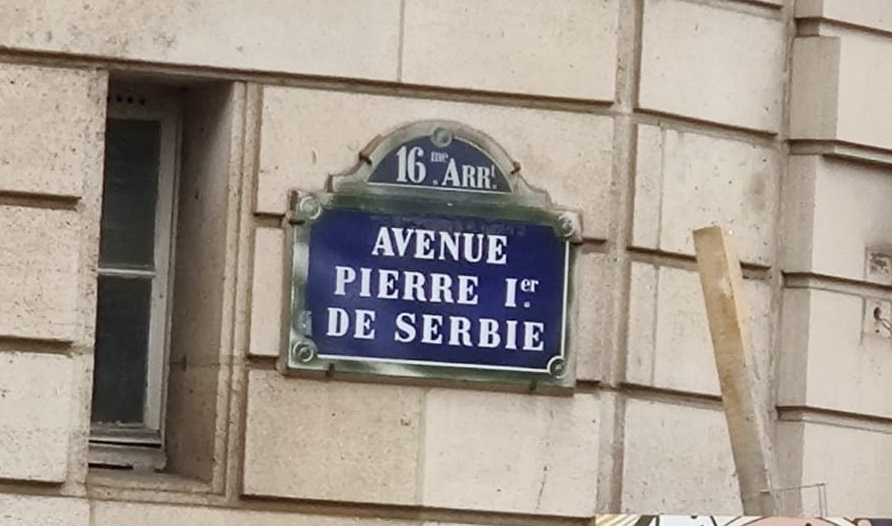 16me ARRt.
AVENUE
PIERRE Ier
DE SERBIE